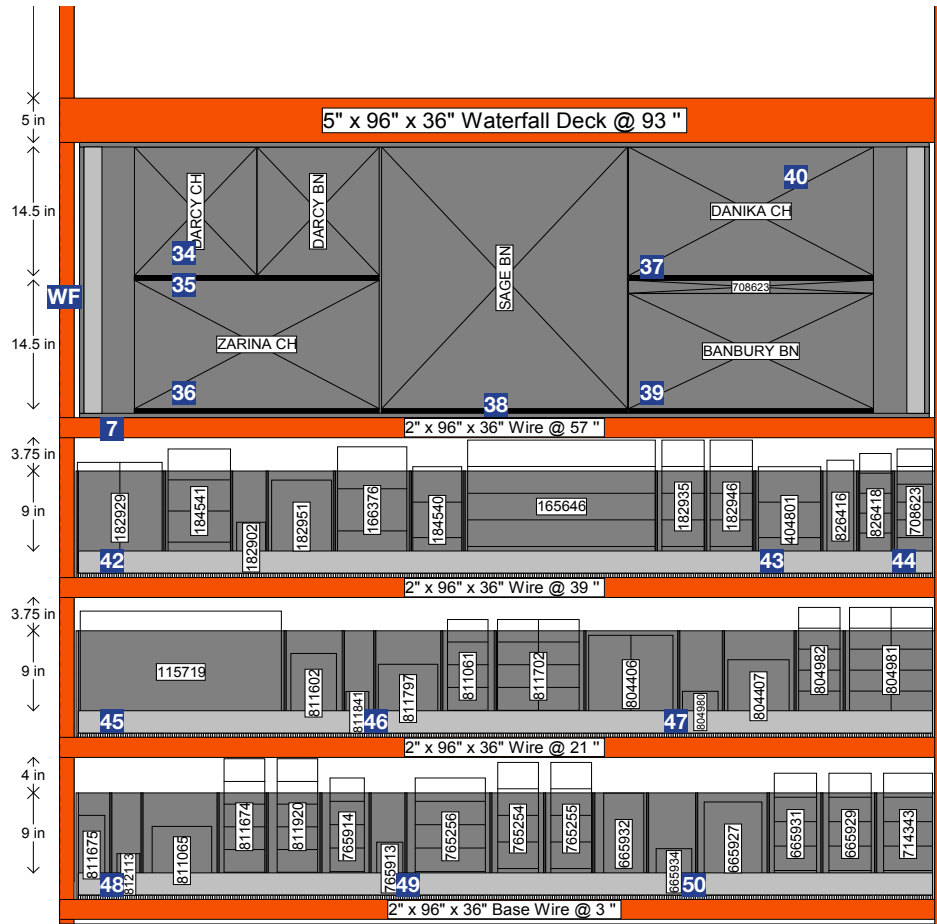 5 in
5" x 96" x 36" Waterfall Deck @ 93 "
14.5 in
DARCY CH
DARCY BN
SAGE BN
DANIKA CH
40
34
37
35
708623
WF
ZARINA CH
BANBURY BN
14.5 in
36
38
39
7
2" x 96" x 36" Wire @ 57 "
3.75 in
9 in
182929
184541
182902
182951
166376
184540
165646
182935
182946
404801
826416
826418
708623
42
43
44
2" x 96" x 36" Wire @ 39 "
3.75 in
9 in
115719
811602
811841
811797
811061
811702
804406
804980
804407
804982
804981
45
46
47
2" x 96" x 36" Wire @ 21 "
4 in
9 in
811675
812113
811065
811674
811920
765914
765913
765256
765254
765255
665932
665934
665927
665931
665929
714343
48
49
50
2" x 96" x 36" Base Wire @ 3 "